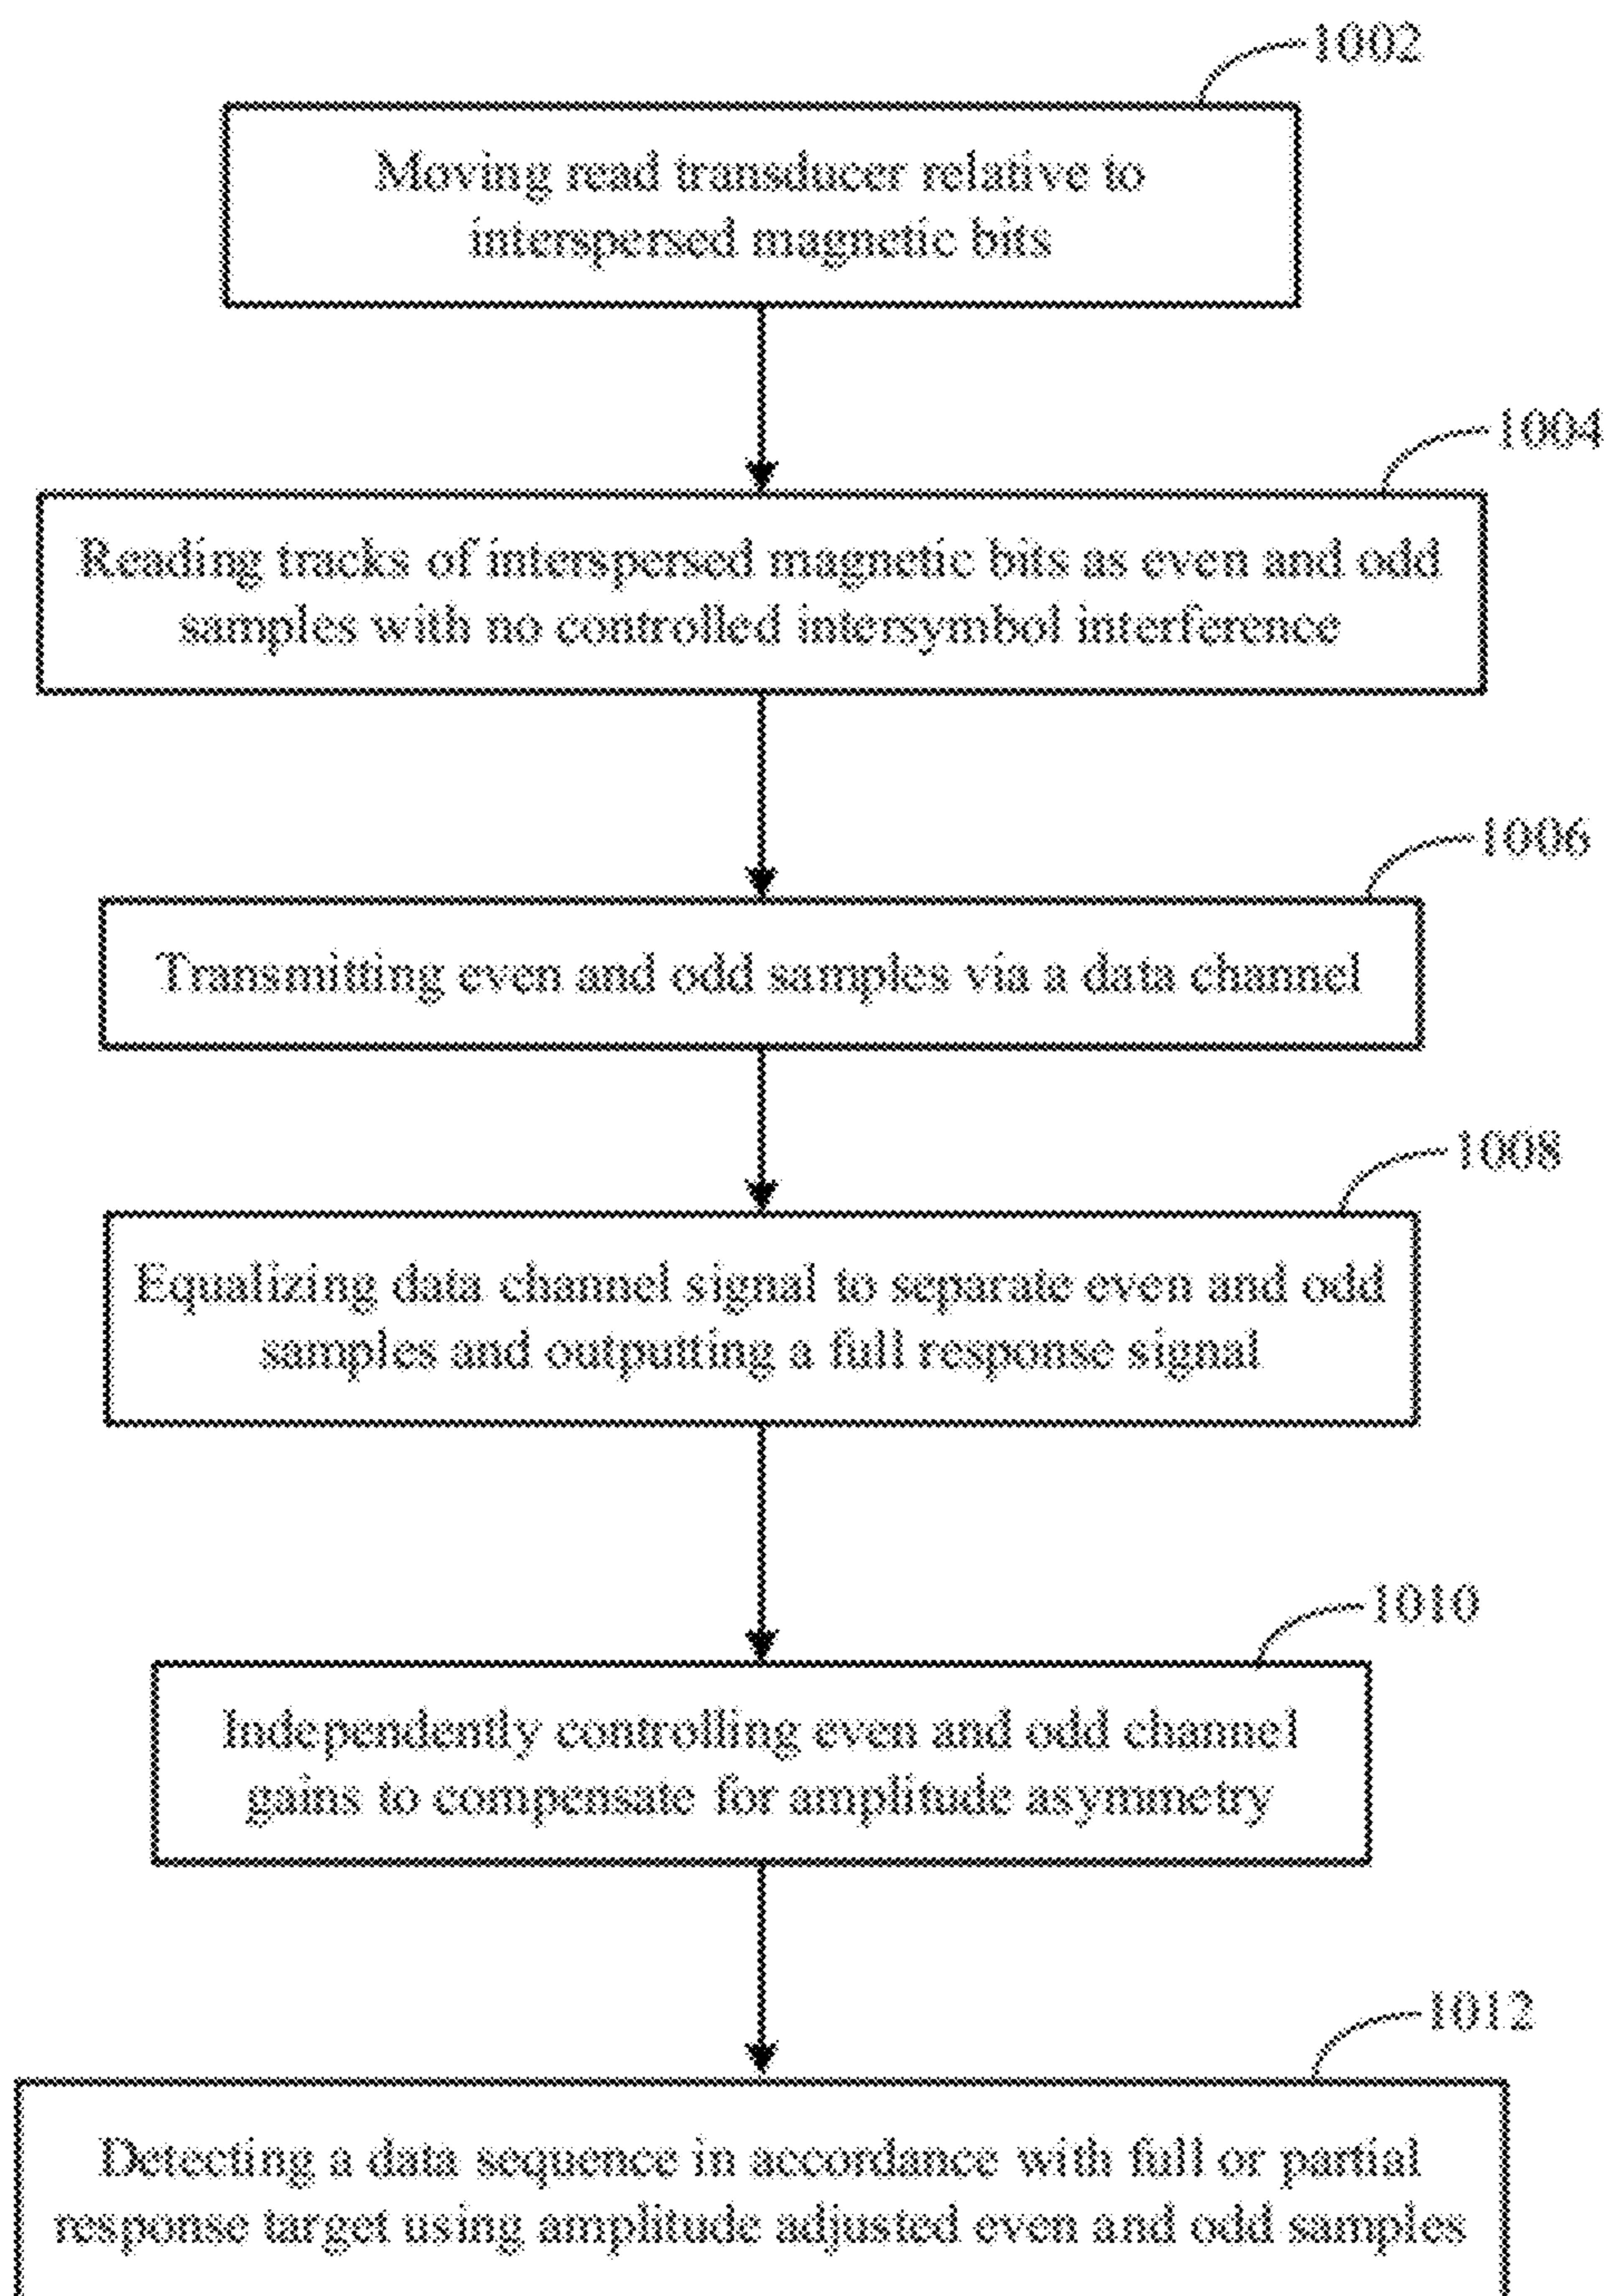 1002
Moving read transducer relative to
interspersed magnetic bits
1004
Reading tracks of interspersed magnetic bits as even and odd
samples with no controlled intersymbol interference
1006
Transmitting even and odd samples via a data channel
1008
Equalizing data channel signal to separate even and odd
samples and outputting a full response signal
1010
Independently controlling even and odd channel
gains to compensate for amplitude asymmetry
1012
Detecting a data sequence in accordance with full or partial
response target using amplitude adjusted even and odd samples